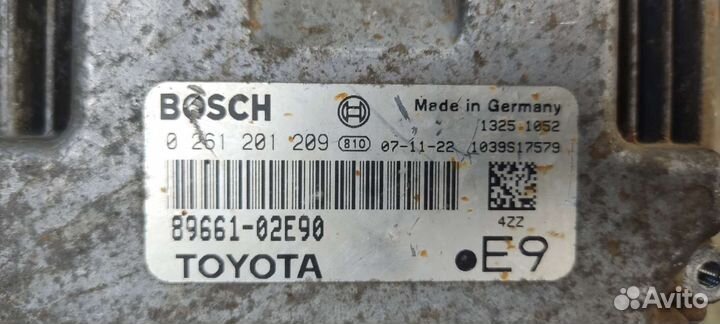 BOSCH
Made in Germany
1325 1052
0 261 201 209 810 07-11-22 1039S17579
4ZZ
89661-02E90
TOYOTA
•E9
Avito